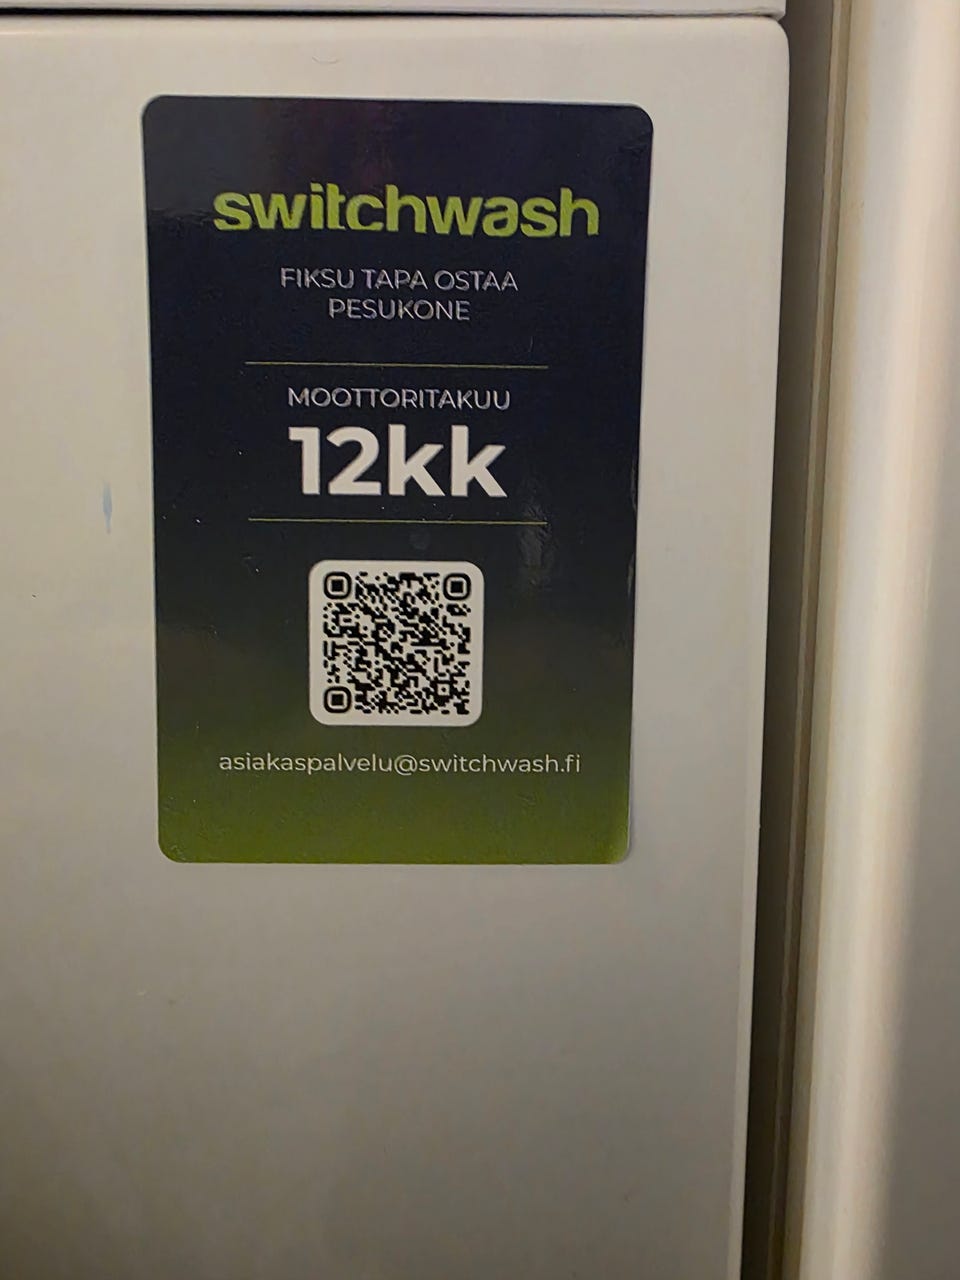 switchwash
FIKSU TAPA OSTAA
PESUKONE
MOOTTORITAKUU
12kk
asiakaspalvelu@switchwash.fi